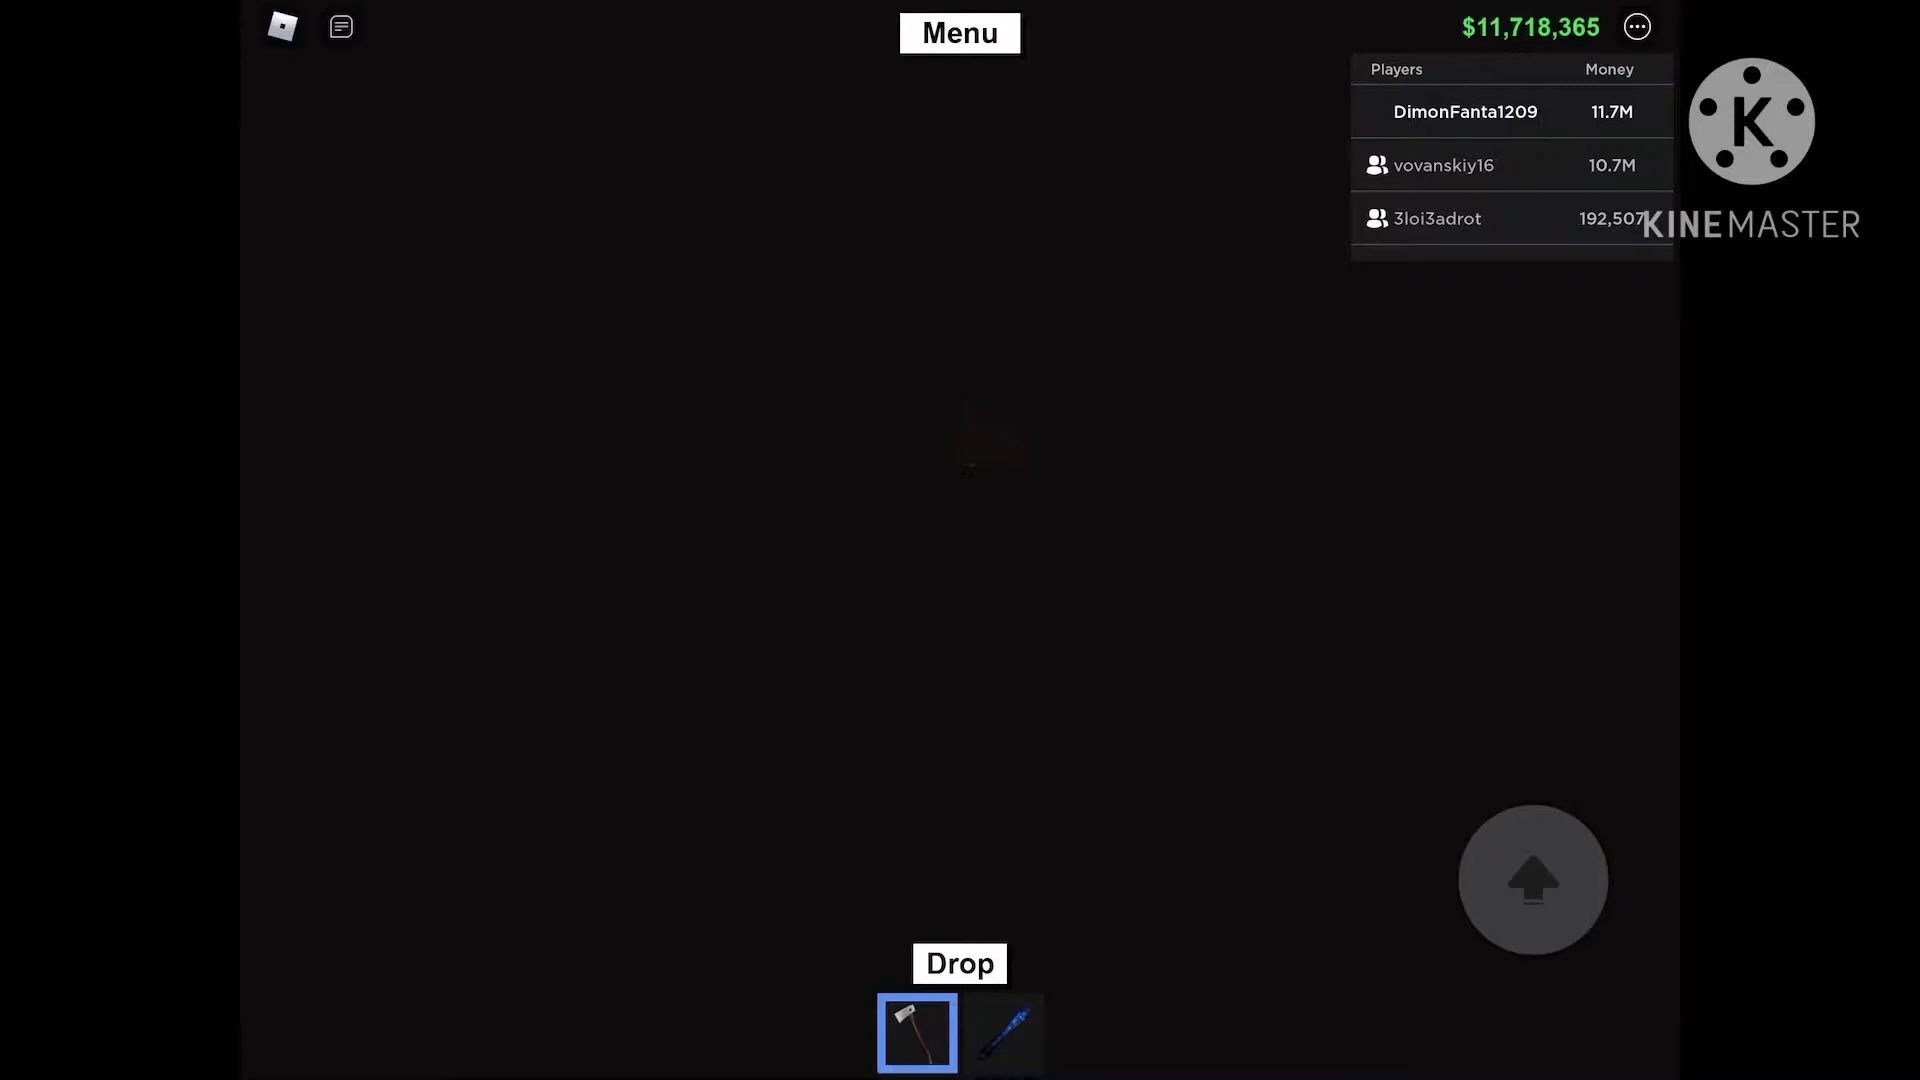 Menu
$11,718,365
Players Money
DimonFanta1209 11.7M
vovanskiy16 10.7M
3loi3adrot 192,507
K
KINEMASTER
Drop